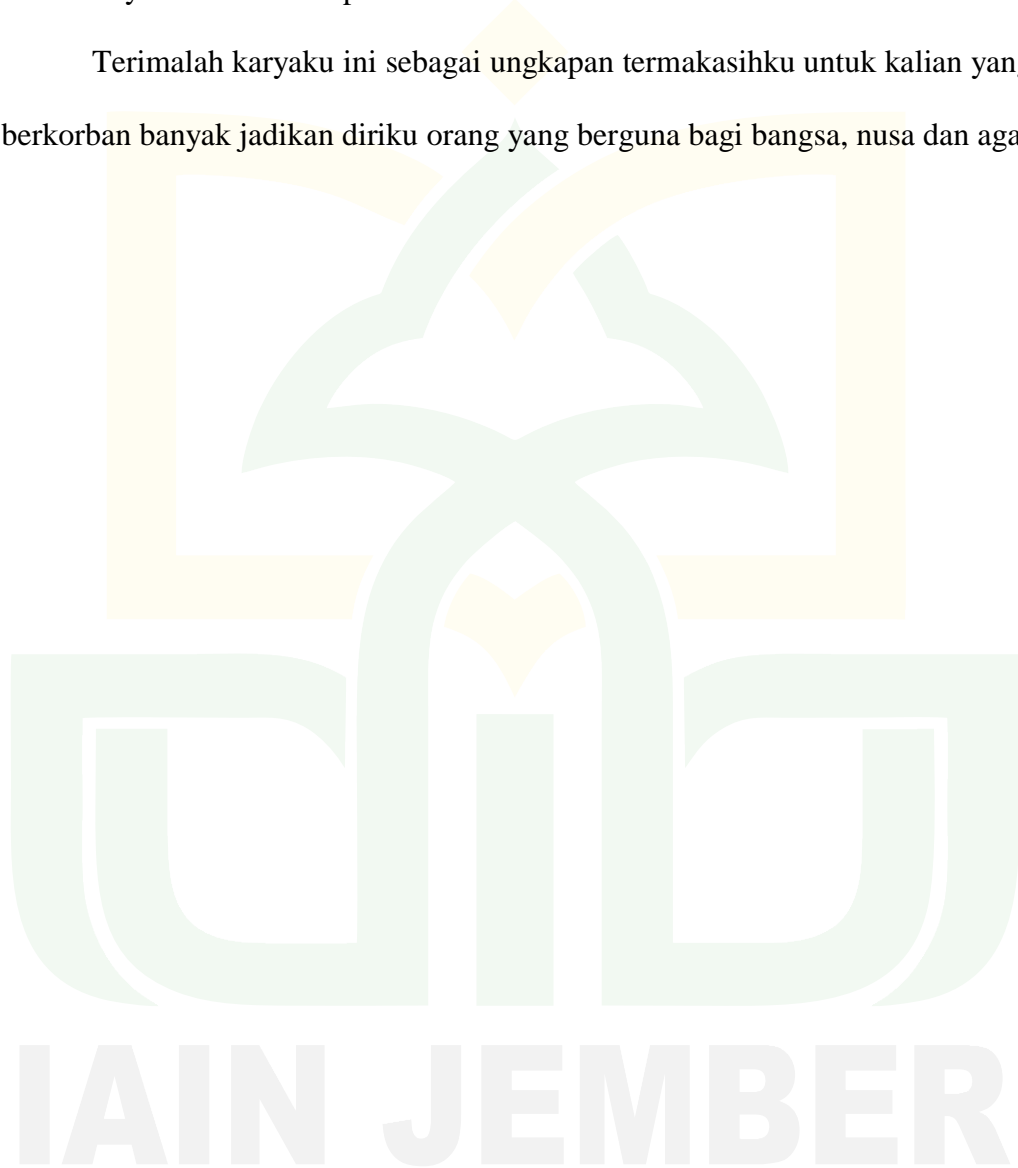 Terimalah karyaku ini sebagai ungkapan termakasihku untuk kalian yang
berkorban banyak jadikan diriku orang yang berguna bagi bangsa, nusa dan aga
IAIN JEMBER